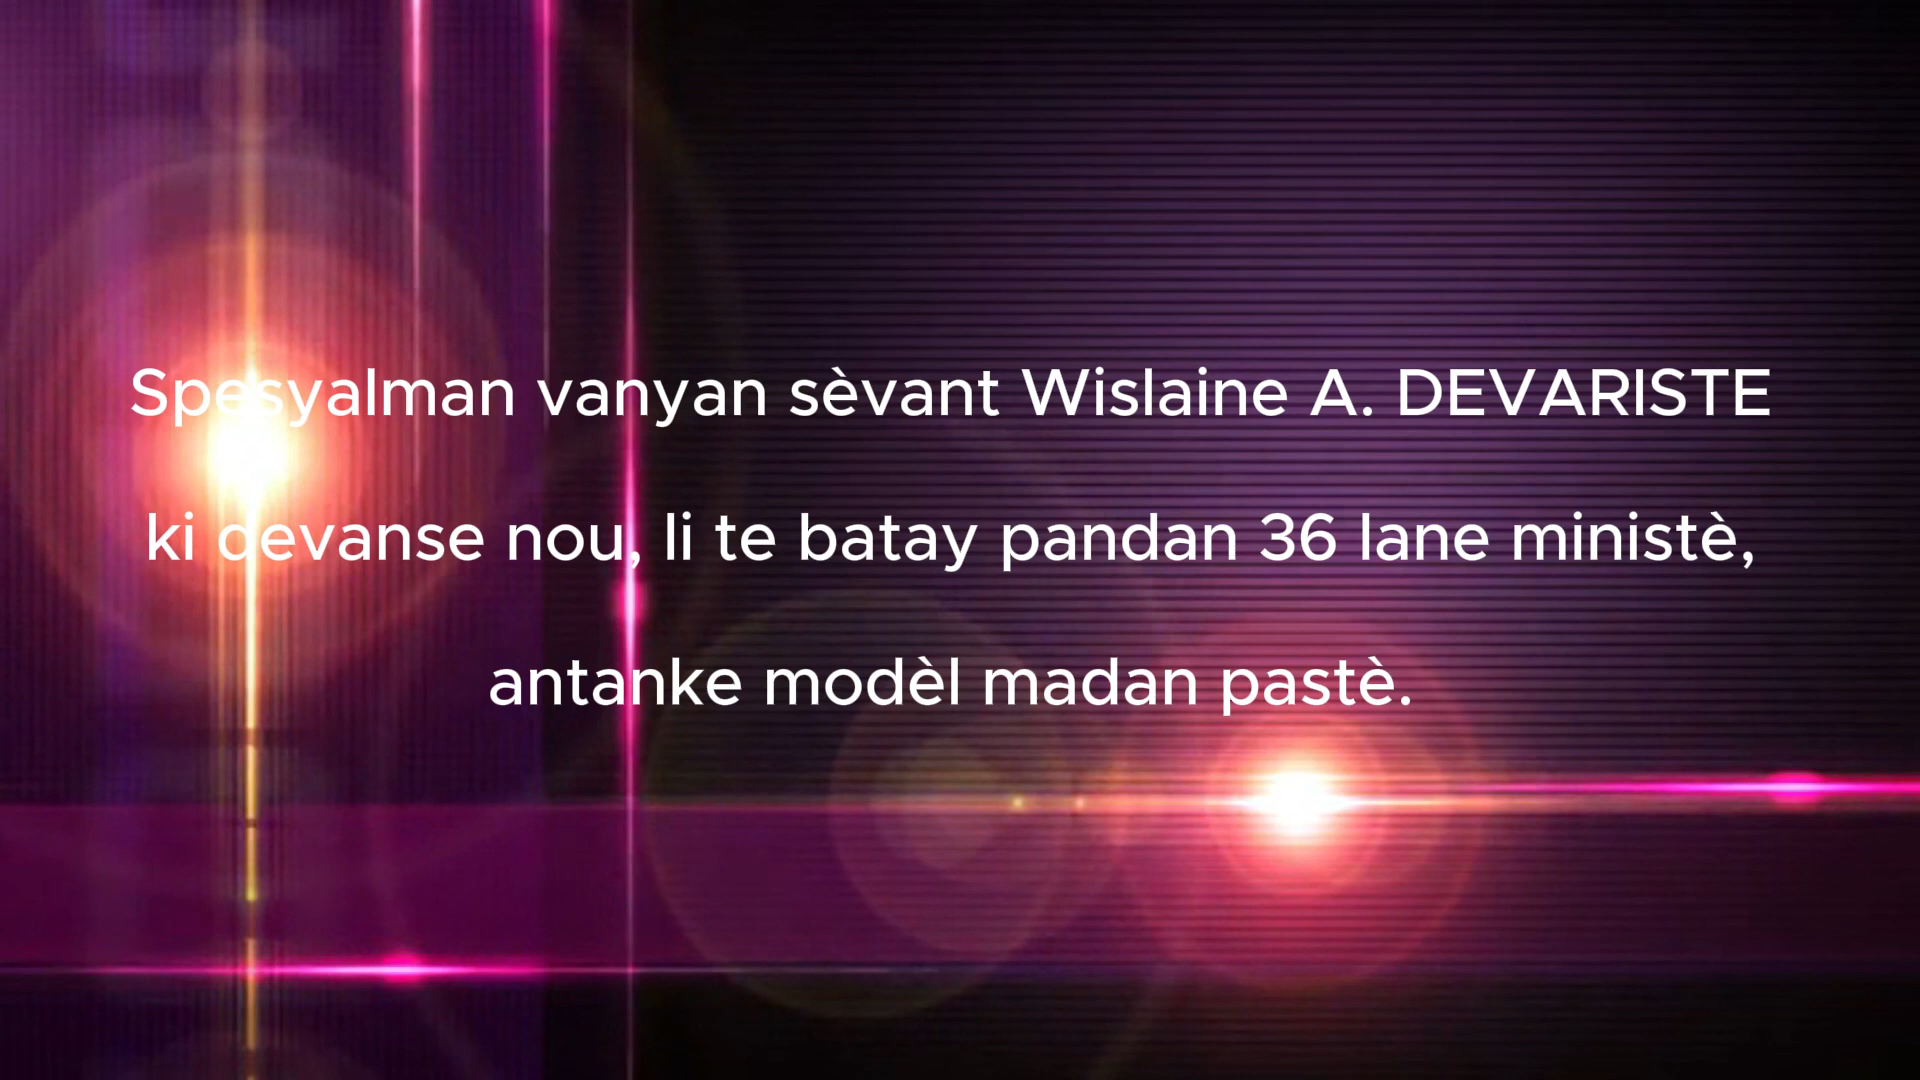 Spesyalman vanyan sèvant Wislaine A. DEVARISTE
ki devanse nou, li te batay pandan 36 lane ministè,
antanke modèl madan pastè.